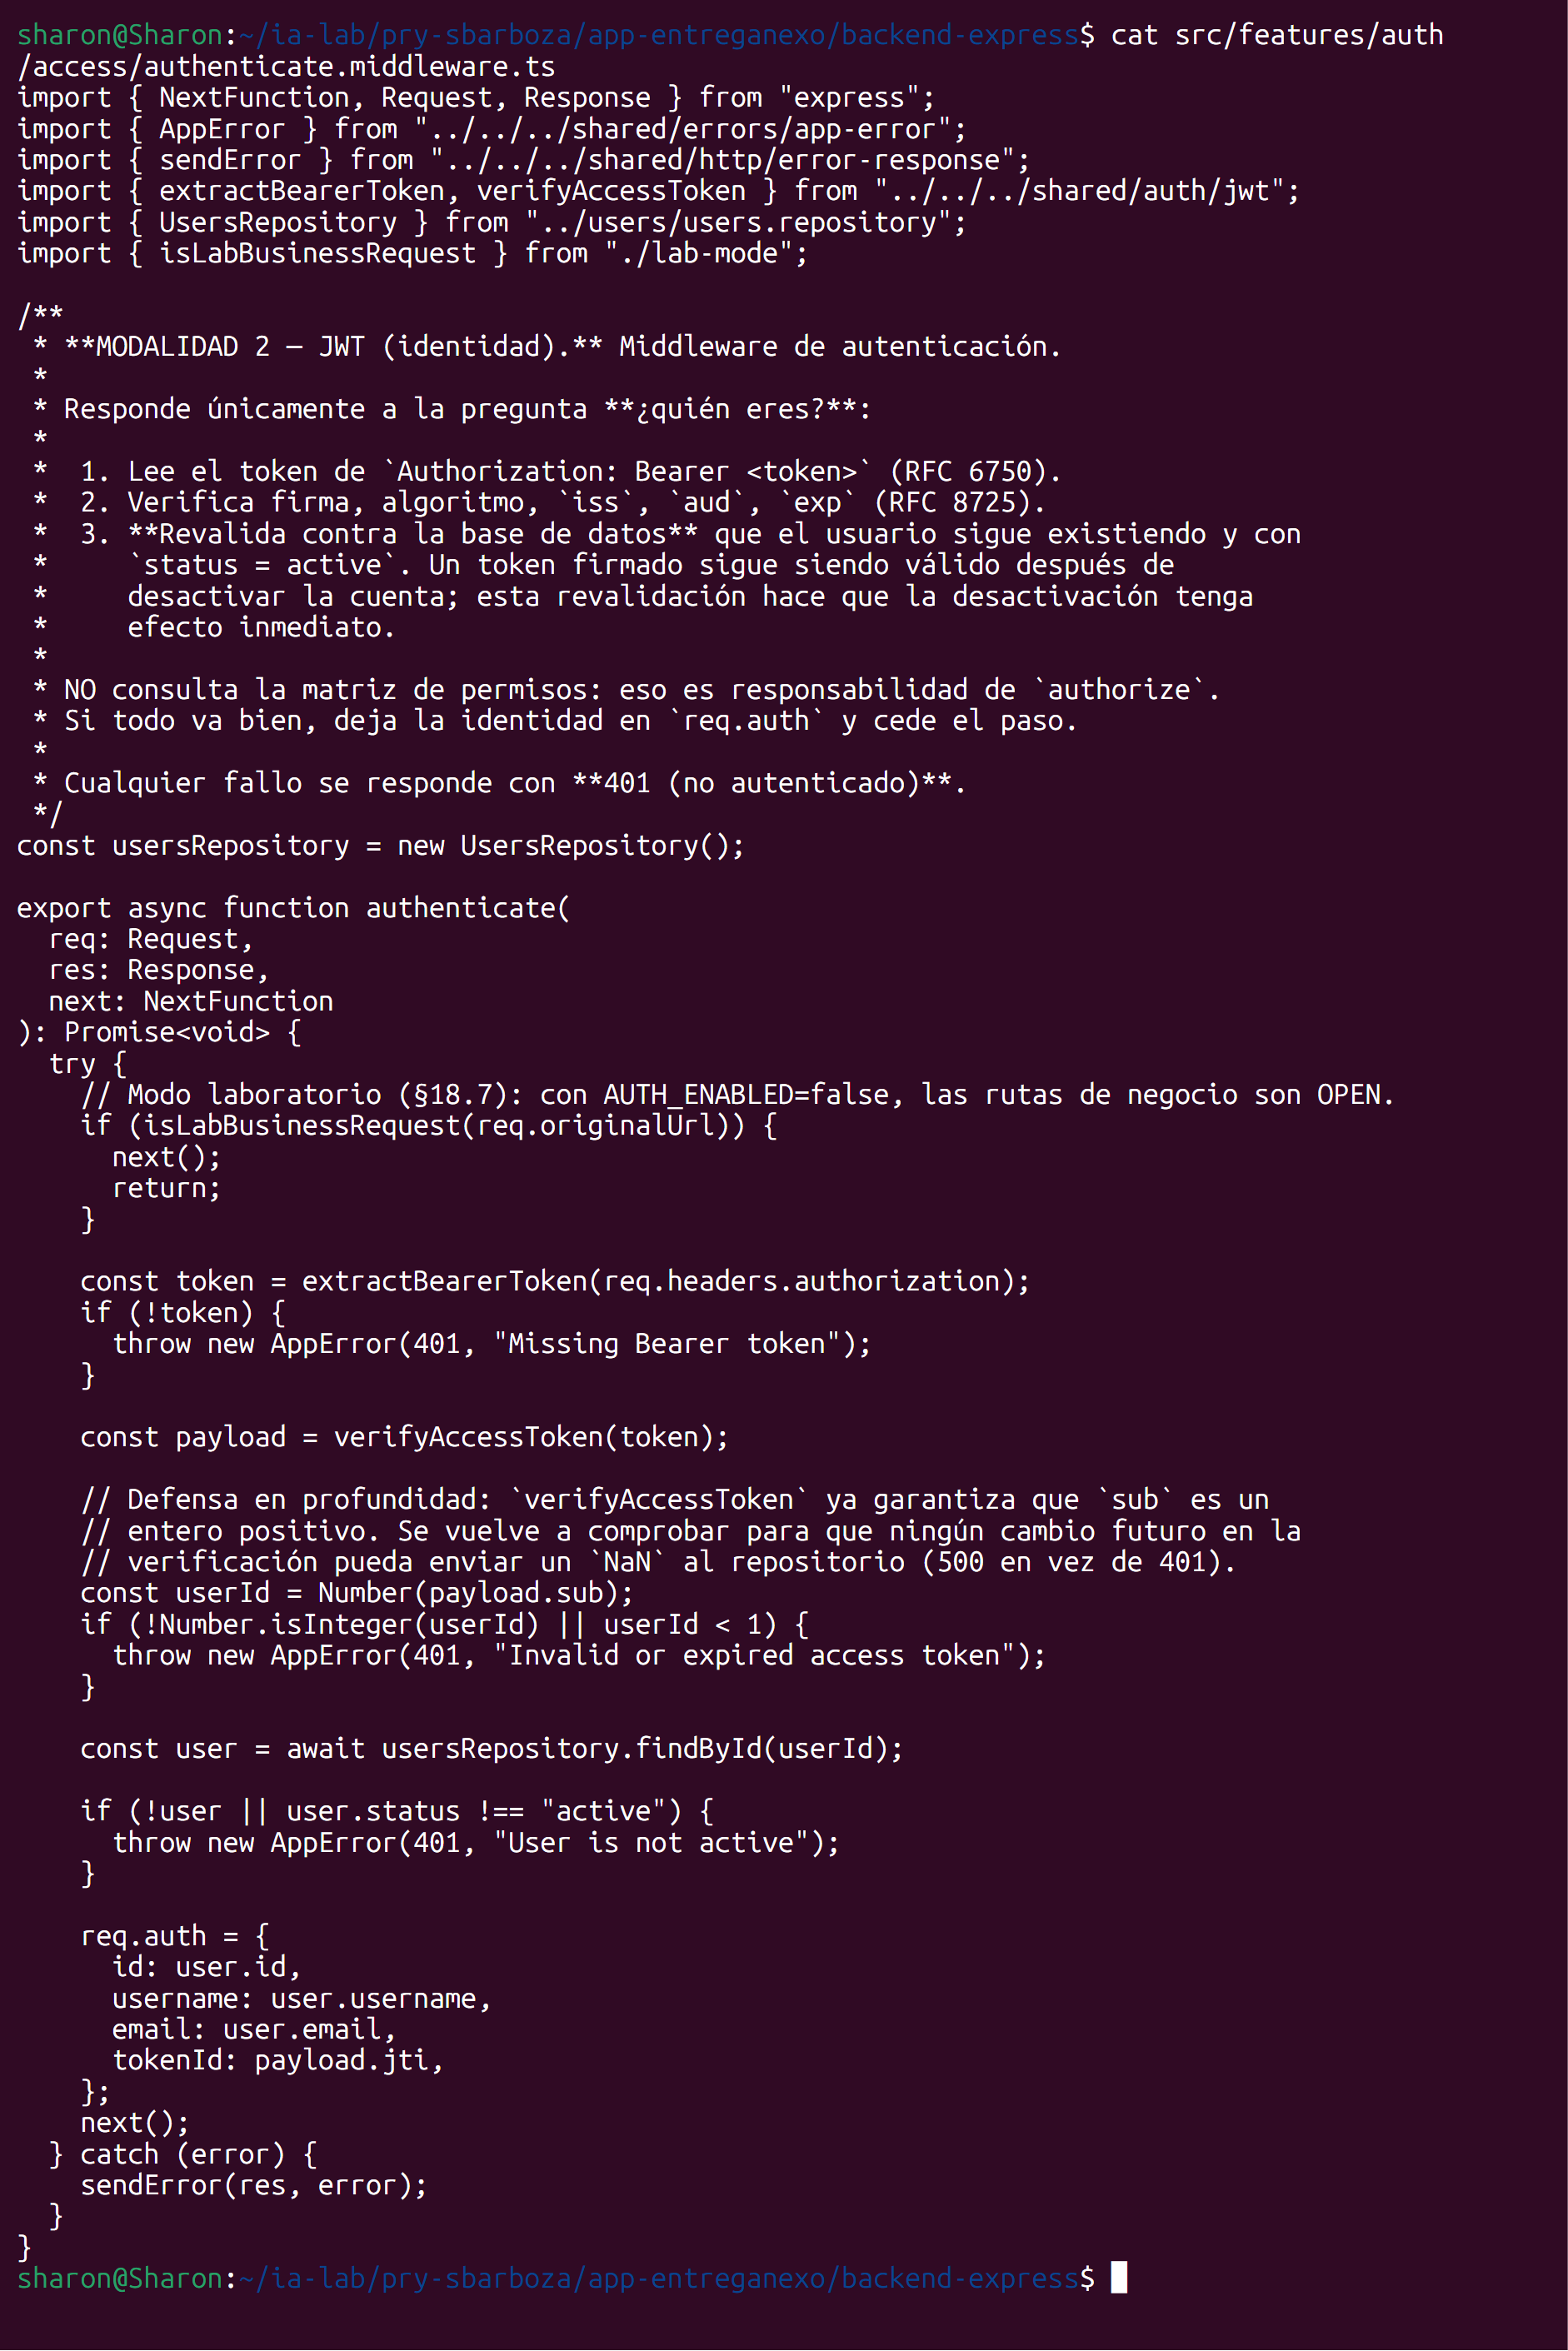 sharon@Sharon:~/ia-lab/pry-sbarboza/app-entreganexo/backend-express$ cat src/features/auth
/access/authenticate.middleware.ts
import { NextFunction, Request, Response } from "express";
import { AppError } from "../../../shared/errors/app-error";
import { sendError } from "../../../shared/http/error-response";
import { extractBearerToken, verifyAccessToken } from "../../../shared/auth/jwt";
import { UsersRepository } from "../users/users.repository";
import { isLabBusinessRequest } from "./lab-mode";

/**
 * **MODALIDAD 2 — JWT (identidad).** Middleware de autenticación.
 *
 * Responde únicamente a la pregunta **¿quién eres?**:
 *
 *  1. Lee el token de `Authorization: Bearer <token>` (RFC 6750).
 *  2. Verifica firma, algoritmo, `iss`, `aud`, `exp` (RFC 8725).
 *  3. **Revalida contra la base de datos** que el usuario sigue existiendo y con
 *     `status = active`. Un token firmado sigue siendo válido después de
 *     desactivar la cuenta; esta revalidación hace que la desactivación tenga
 *     efecto inmediato.
 *
 * NO consulta la matriz de permisos: eso es responsabilidad de `authorize`.
 * Si todo va bien, deja la identidad en `req.auth` y cede el paso.
 *
 * Cualquier fallo se responde con **401 (no autenticado)**.
 */
const usersRepository = new UsersRepository();

export async function authenticate(
  req: Request,
  res: Response,
  next: NextFunction
): Promise<void> {
  try {
    // Modo laboratorio (§18.7): con AUTH_ENABLED=false, las rutas de negocio son OPEN.
    if (isLabBusinessRequest(req.originalUrl)) {
      next();
      return;
    }

    const token = extractBearerToken(req.headers.authorization);
    if (!token) {
      throw new AppError(401, "Missing Bearer token");
    }

    const payload = verifyAccessToken(token);

    // Defensa en profundidad: `verifyAccessToken` ya garantiza que `sub` es un
    // entero positivo. Se vuelve a comprobar para que ningún cambio futuro en la
    // verificación pueda enviar un `NaN` al repositorio (500 en vez de 401).
    const userId = Number(payload.sub);
    if (!Number.isInteger(userId) || userId < 1) {
      throw new AppError(401, "Invalid or expired access token");
    }

    const user = await usersRepository.findById(userId);

    if (!user || user.status !== "active") {
      throw new AppError(401, "User is not active");
    }

    req.auth = {
      id: user.id,
      username: user.username,
      email: user.email,
      tokenId: payload.jti,
    };
    next();
  } catch (error) {
    sendError(res, error);
  }
}
sharon@Sharon:~/ia-lab/pry-sbarboza/app-entreganexo/backend-express$